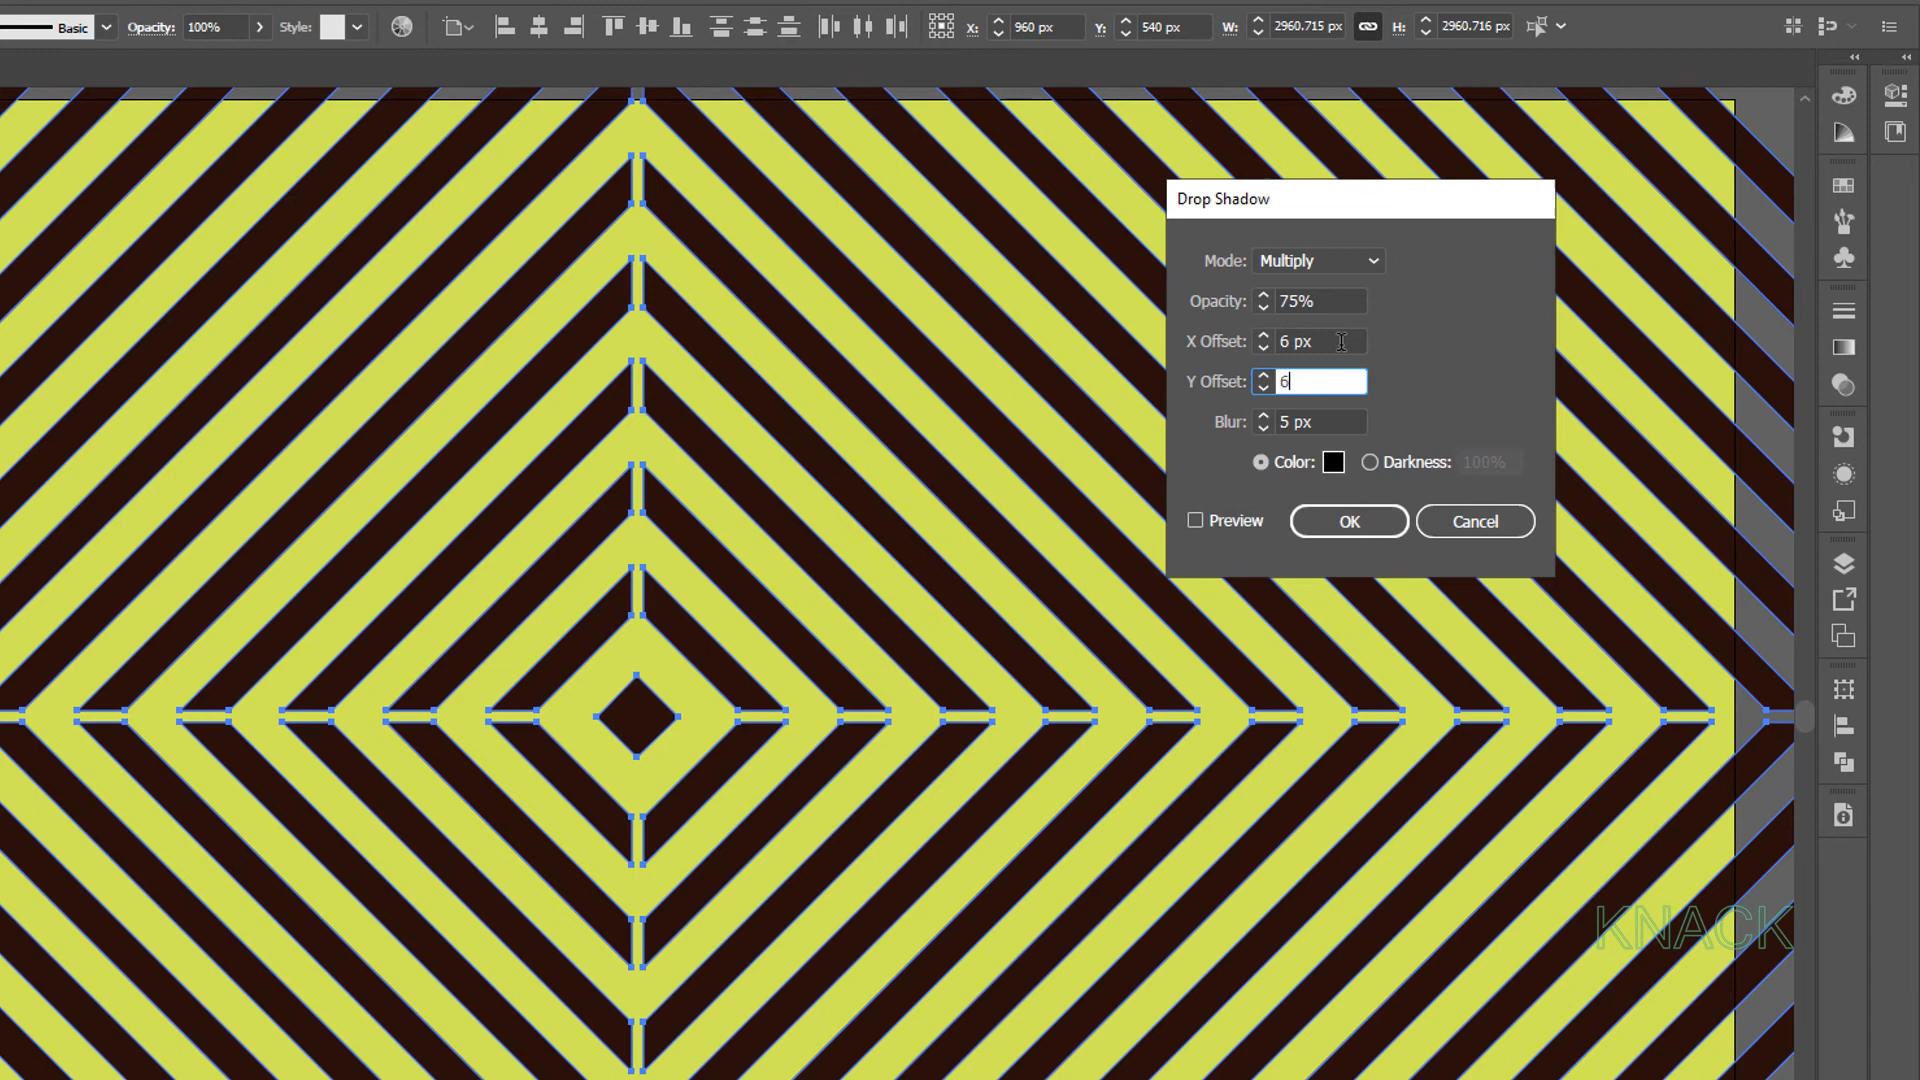 Basic Opacity: 100% Style: X: 960 px Y: 540 px W: 2960.715 px H: 2960.716 px
Drop Shadow
Mode: Multiply
Opacity: 75%
X Offset: 6 px
Y Offset: 6
Blur: 5 px
Color: Darkness: 100%
Preview OK Cancel
KNACK